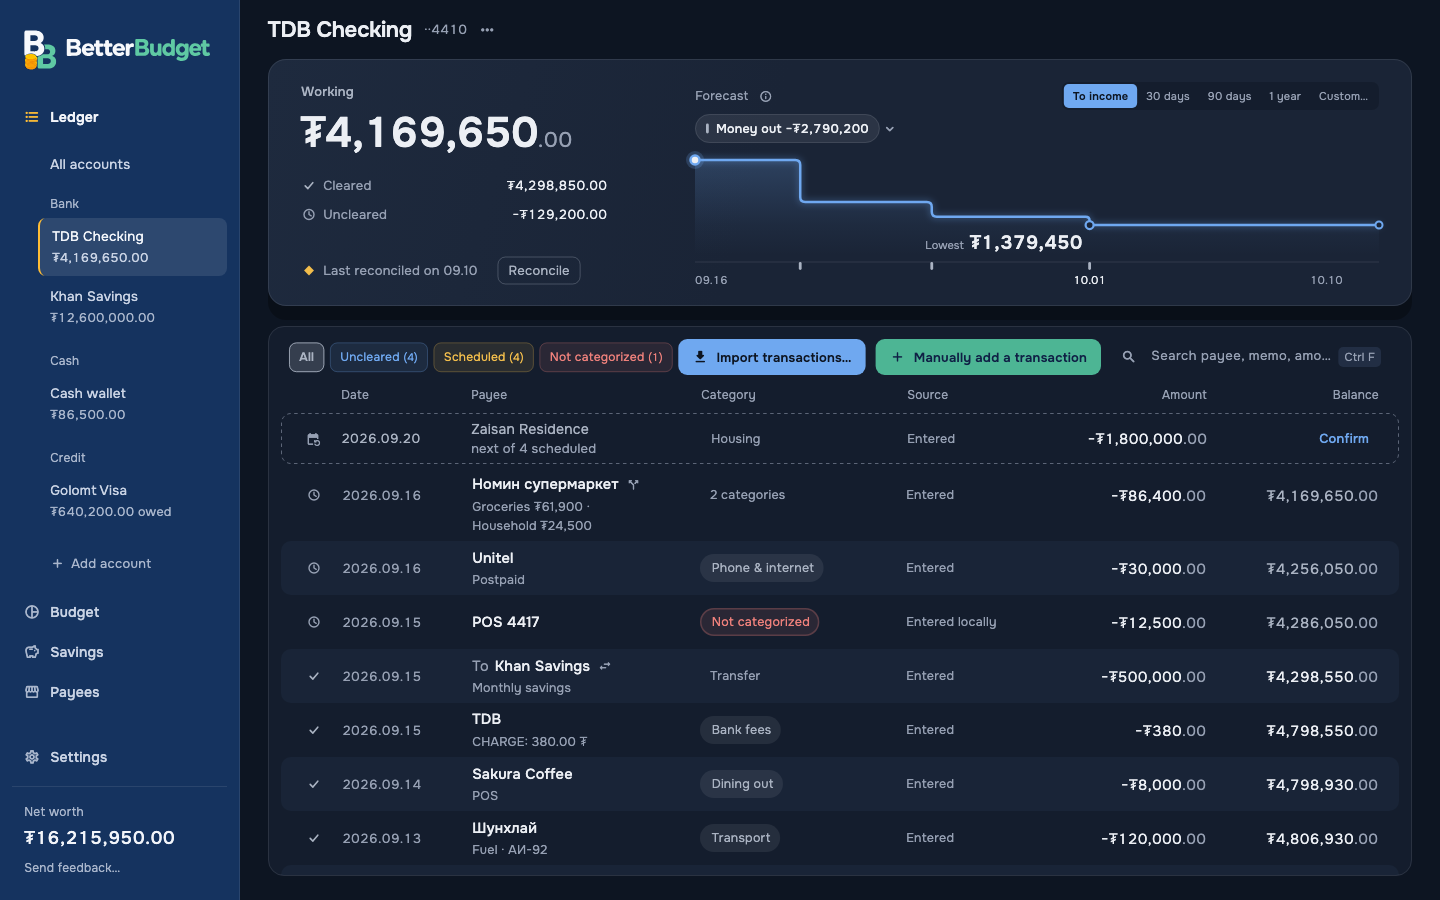 BetterBudget
Ledger
All accounts
Bank
TDB Checking
₮4,169,650.00
Khan Savings
₮12,600,000.00
Cash
Cash wallet
₮86,500.00
Credit
Golomt Visa
₮640,200.00 owed
+ Add account
Budget
Savings
Payees
Settings
Net worth
₮16,215,950.00
Send feedback...
TDB Checking ··4410 ···
Working
₮4,169,650.00
Cleared ₮4,298,850.00
Uncleared -₮129,200.00
Last reconciled on 09.10 Reconcile
Forecast
To income 30 days 90 days 1 year Custom...
Money out -₮2,790,200
Lowest ₮1,379,450
09.16 10.01 10.10
All Uncleared (4) Scheduled (4) Not categorized (1) Import transactions... + Manually add a transaction Search payee, memo, amo... Ctrl F
Date Payee Category Source Amount Balance
2026.09.20 Zaisan Residence Housing Entered -₮1,800,000.00 Confirm
next of 4 scheduled
2026.09.16 Номин супермаркет 2 categories Entered -₮86,400.00 ₮4,169,650.00
Groceries ₮61,900 ·
Household ₮24,500
2026.09.16 Unitel Phone & internet Entered -₮30,000.00 ₮4,256,050.00
Postpaid
2026.09.15 POS 4417 Not categorized Entered locally -₮12,500.00 ₮4,286,050.00
2026.09.15 To Khan Savings Transfer Entered -₮500,000.00 ₮4,298,550.00
Monthly savings
2026.09.15 TDB Bank fees Entered -₮380.00 ₮4,798,550.00
CHARGE: 380.00 ₮
2026.09.14 Sakura Coffee Dining out Entered -₮8,000.00 ₮4,798,930.00
POS
2026.09.13 Шунхлай Transport Entered -₮120,000.00 ₮4,806,930.00
Fuel · АИ-92